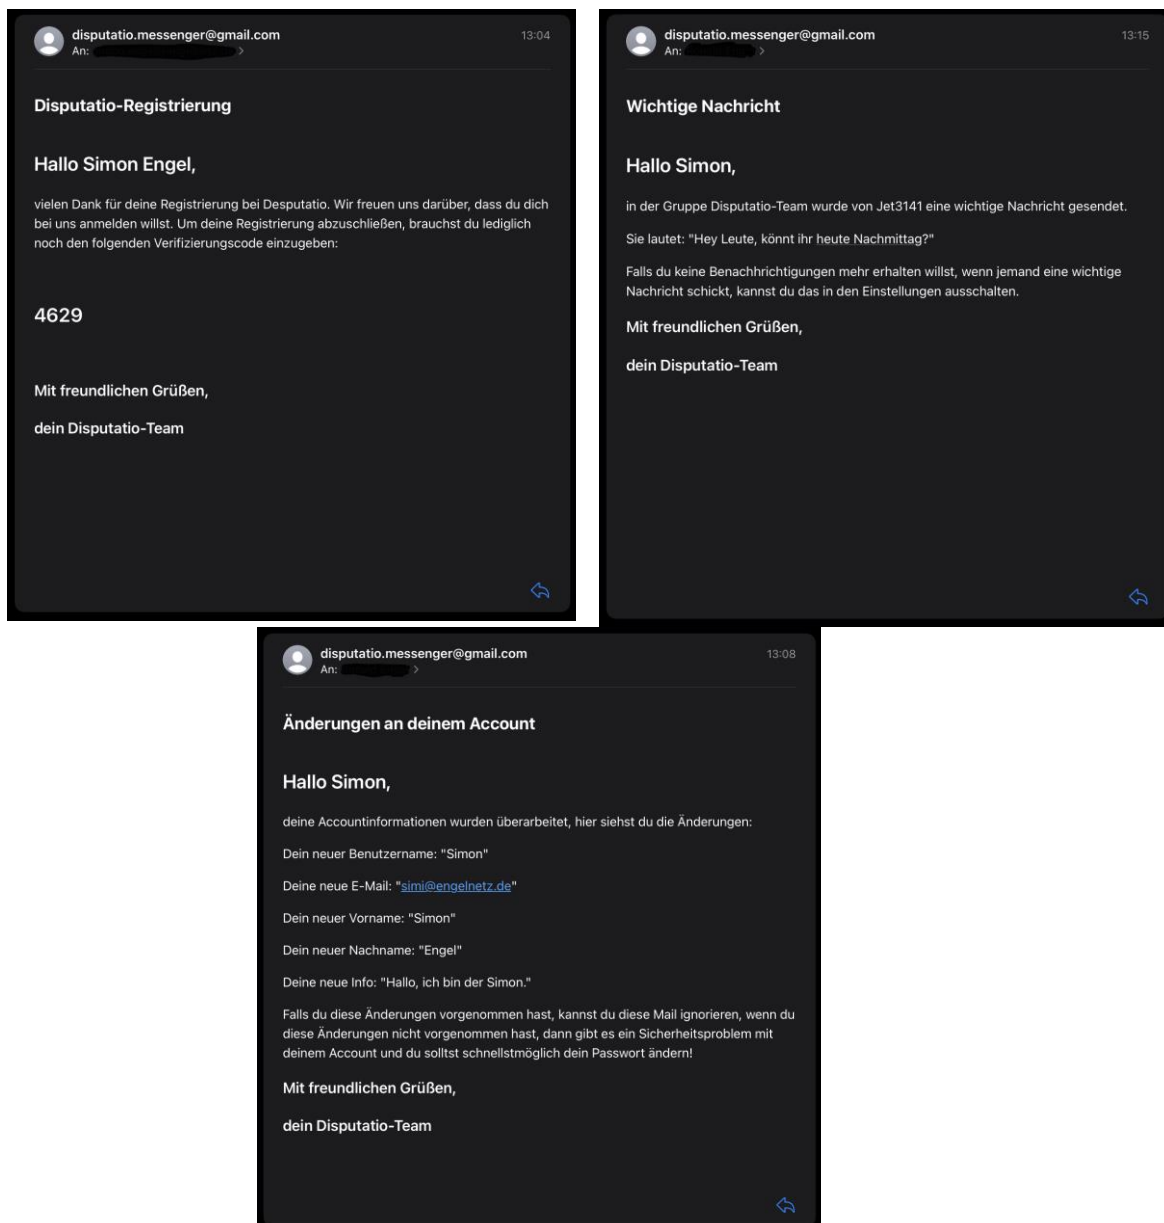 disputatio.messenger@gmail.com
13:04
An:
Disputatio-Registrierung
Hallo Simon Engel,
vielen Dank für deine Registrierung bei Desputatio. Wir freuen uns darüber, dass du dich
bei uns anmelden willst. Um deine Registrierung abzuschließen, brauchst du lediglich
noch den folgenden Verifizierungscode einzugeben:
4629
Mit freundlichen Grüßen,
dein Disputatio-Team
disputatio.messenger@gmail.com
13:15
An:
Wichtige Nachricht
Hallo Simon,
in der Gruppe Disputatio-Team wurde von Jet3141 eine wichtige Nachricht gesendet.
Sie lautet: "Hey Leute, könnt ihr heute Nachmittag?"
Falls du keine Benachhrichtigungen mehr erhalten willst, wenn jemand eine wichtige
Nachricht schickt, kannst du das in den Einstellungen ausschalten.
Mit freundlichen Grüßen,
dein Disputatio-Team
disputatio.messenger@gmail.com
13:08
An:
Änderungen an deinem Account
Hallo Simon,
deine Accountinformationen wurden überarbeitet, hier siehst du die Änderungen:
Dein neuer Benutzername: "Simon"
Deine neue E-Mail: "simi@engelnetz.de"
Dein neuer Vorname: "Simon"
Dein neuer Nachname: "Engel"
Deine neue Info: "Hallo, ich bin der Simon."
Falls du diese Änderungen vorgenommen hast, kannst du diese Mail ignorieren, wenn du
diese Änderungen nicht vorgenommen hast, dann gibt es ein Sicherheitsproblem mit
deinem Account und du solltst schnellstmöglich dein Passwort ändern!
Mit freundlichen Grüßen,
dein Disputatio-Team